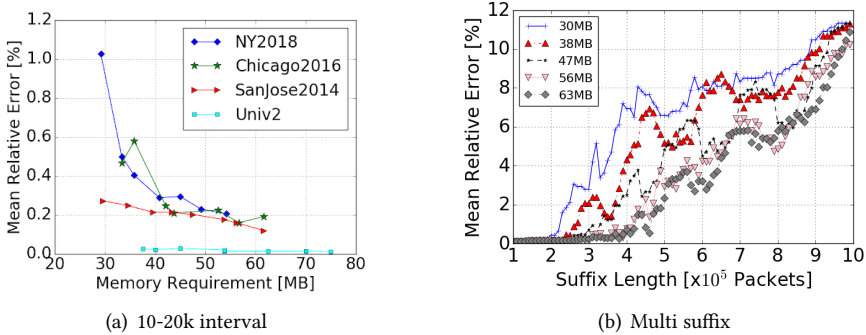 Mean Relative Error [%]
1.2
1.0
0.8
0.6
0.4
0.2
0.0
20 30 40 50 60 70 80
Memory Requirement [MB]
NY2018
Chicago2016
SanJose2014
Univ2
(a) 10-20k interval
Mean Relative Error [%]
12
10
8
6
4
2
0
1 2 3 4 5 6 7 8 9 10
Suffix Length [x10⁵ Packets]
30MB
38MB
47MB
56MB
63MB
(b) Multi suffix